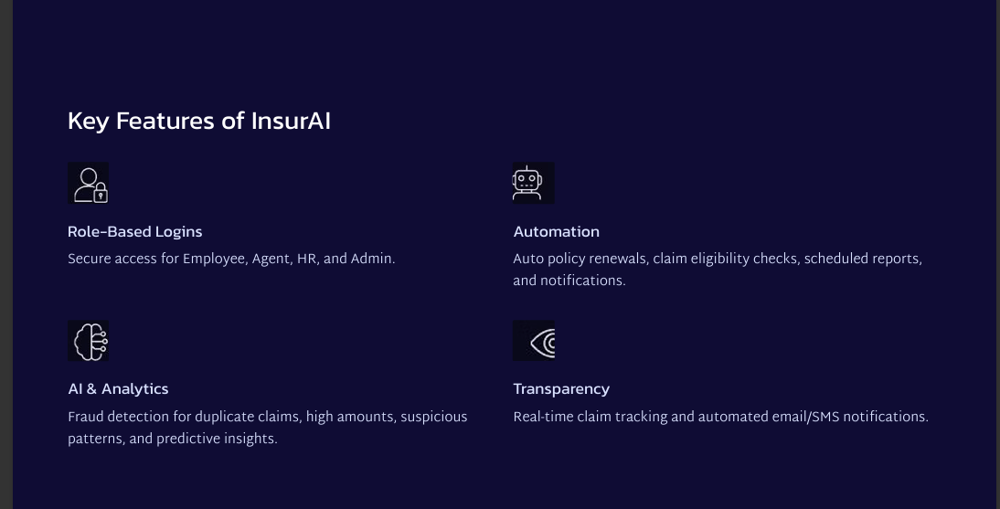 Key Features of InsurAI
Role-Based Logins
Secure access for Employee, Agent, HR, and Admin.
Automation
Auto policy renewals, claim eligibility checks, scheduled reports,
and notifications.
AI & Analytics
Fraud detection for duplicate claims, high amounts, suspicious
patterns, and predictive insights.
Transparency
Real-time claim tracking and automated email/SMS notifications.